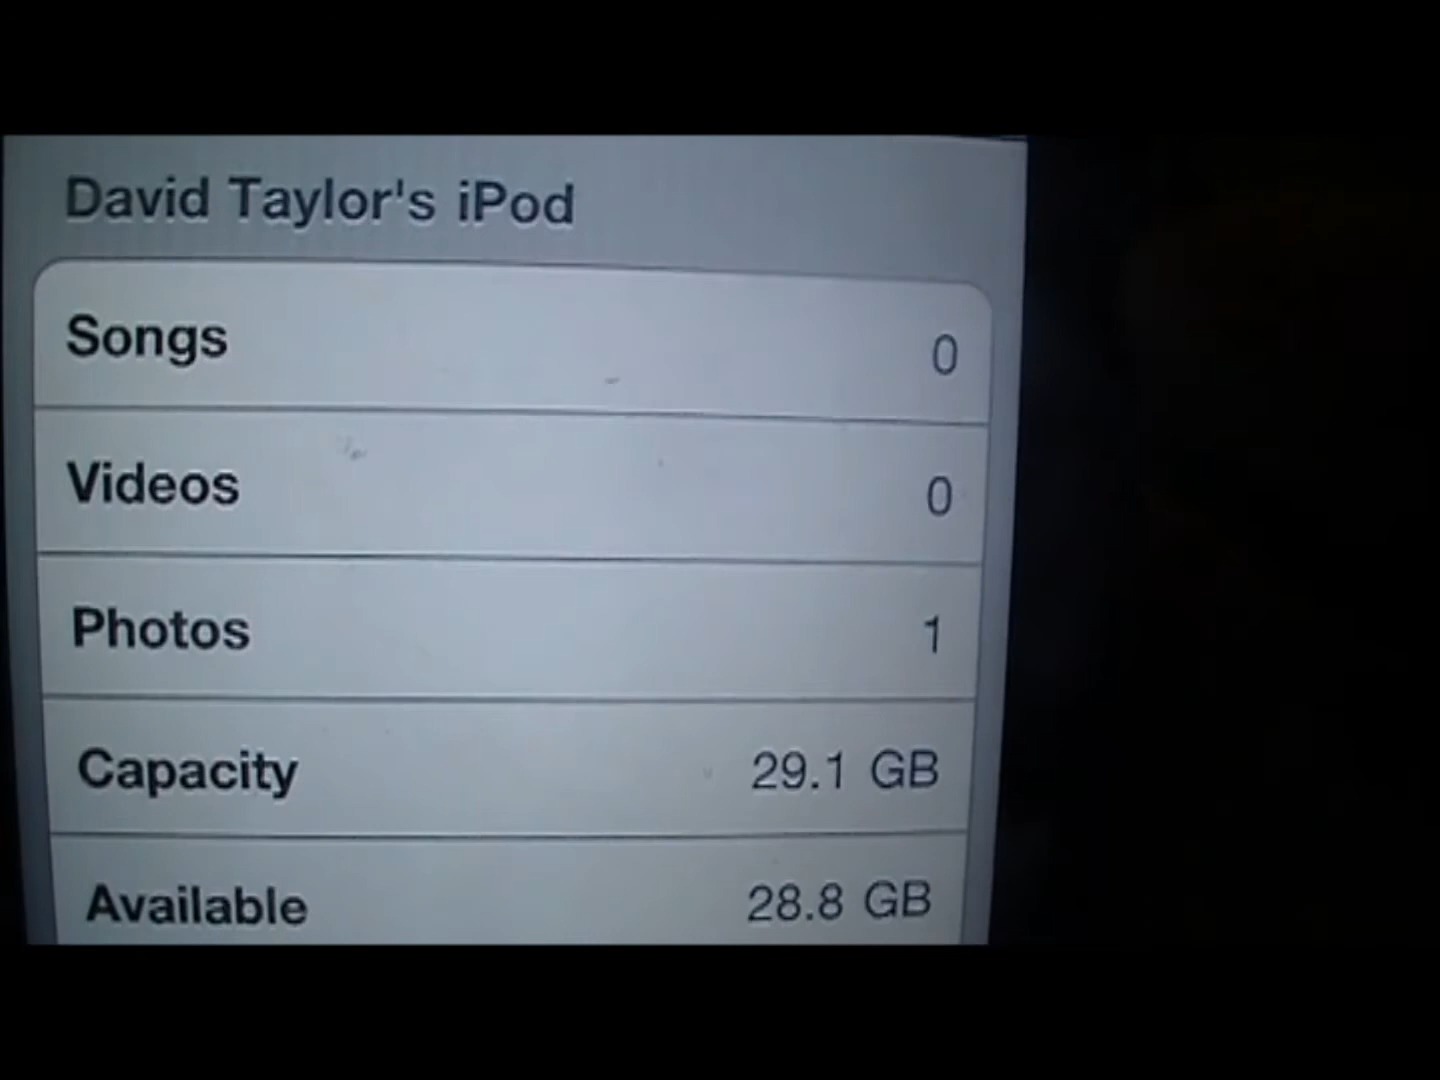 David Taylor's iPod
Songs 0
Videos 0
Photos 1
Capacity 29.1 GB
Available 28.8 GB